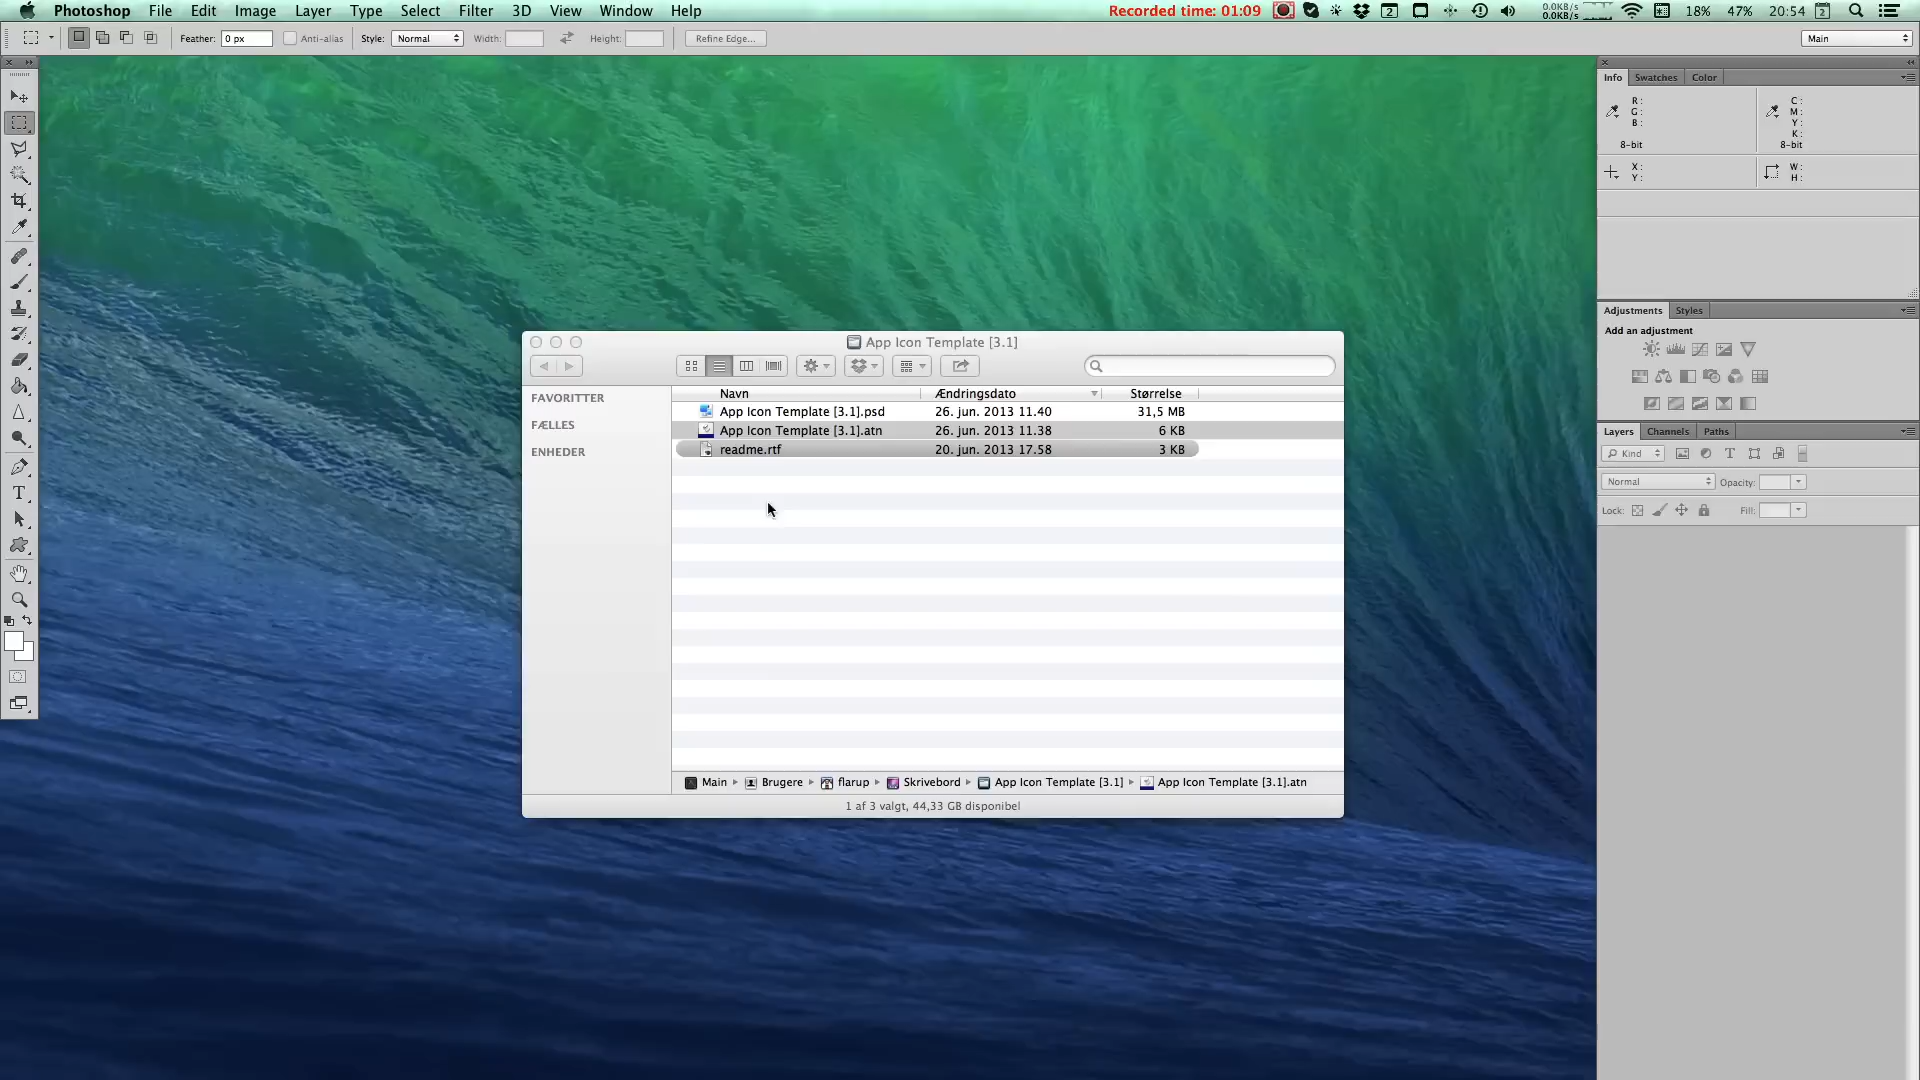 Photoshop File Edit Image Layer Type Select Filter 3D View Window Help Recorded time: 01:09 2 0.0KB/s 0.0KB/s 18% 47% 20:54 2
Feather: 0 px Anti-alias Style: Normal Width: Height: Refine Edge... Main
Info Swatches Color
R: C:
G: M:
B: Y:
K:
8-bit 8-bit
X: W:
Y: H:
Adjustments Styles
Add an adjustment
Layers Channels Paths
Kind
Normal Opacity:
Lock: Fill:
App Icon Template [3.1]
FAVORITTER
FÆLLES
ENHEDER
Navn Ændringsdato Størrelse
App Icon Template [3.1].psd 26. jun. 2013 11.40 31,5 MB
App Icon Template [3.1].atn 26. jun. 2013 11.38 6 KB
readme.rtf 20. jun. 2013 17.58 3 KB
Main Brugere flarup Skrivebord App Icon Template [3.1] App Icon Template [3.1].atn
1 af 3 valgt, 44,33 GB disponibel